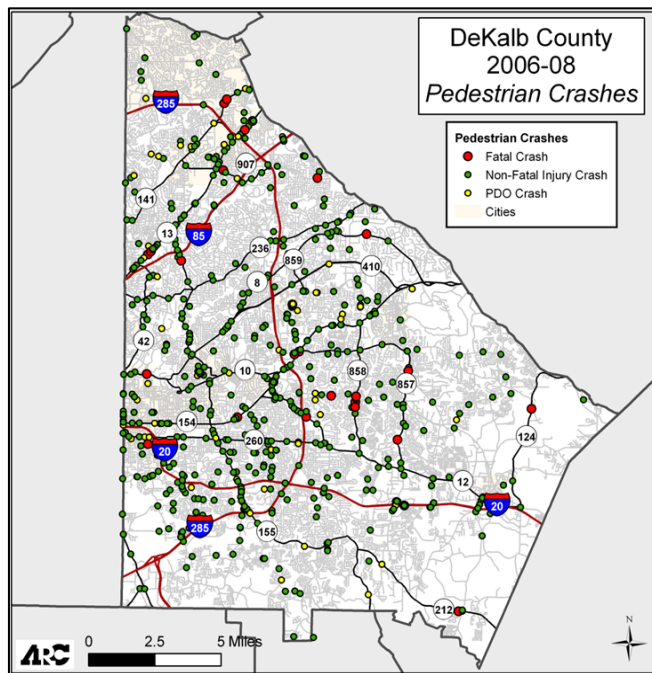 DeKalb County
2006-08
Pedestrian Crashes
Pedestrian Crashes
Fatal Crash
Non-Fatal Injury Crash
PDO Crash
Cities
285
907
141
13
85
236
859
410
8
42
10
858
857
154
124
260
20
12
20
285
155
212
N
ARC
0 2.5 5 Miles